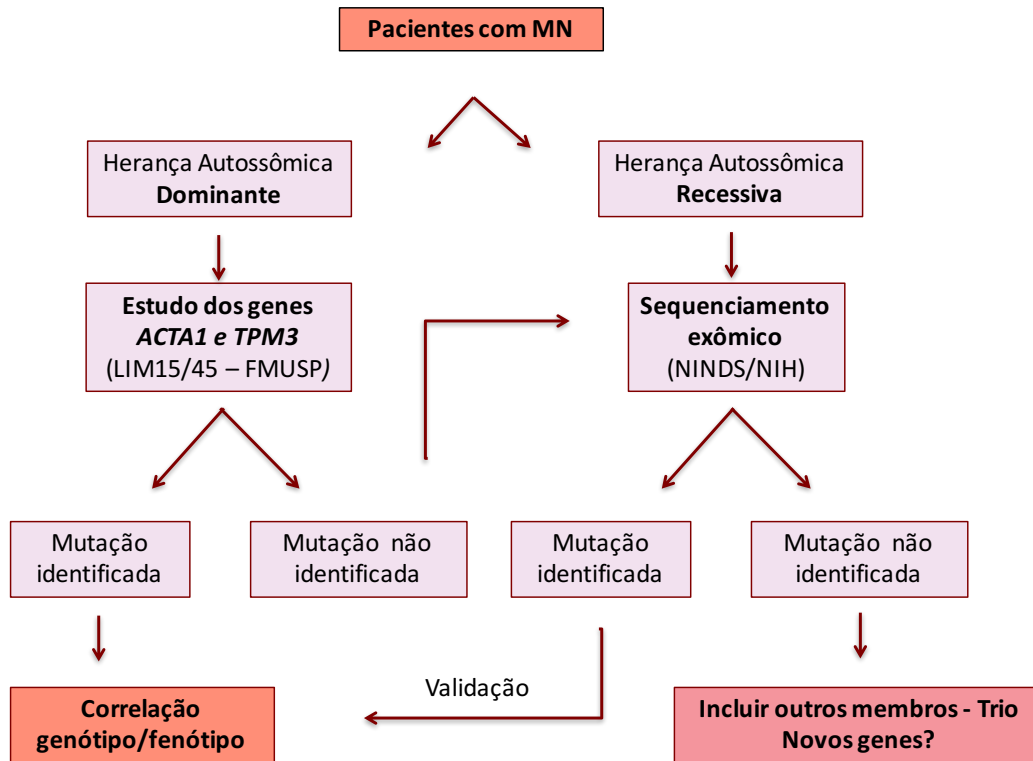 Pacientes com MN
Herança Autossômica
Dominante
Herança Autossômica
Recessiva
Estudo dos genes
ACTA1 e TPM3
(LIM15/45 – FMUSP)
Sequenciamento
exômico
(NINDS/NIH)
Mutação
identificada
Mutação não
identificada
Mutação
identificada
Mutação não
identificada
Validação
Correlação
genótipo/fenótipo
Incluir outros membros - Trio
Novos genes?